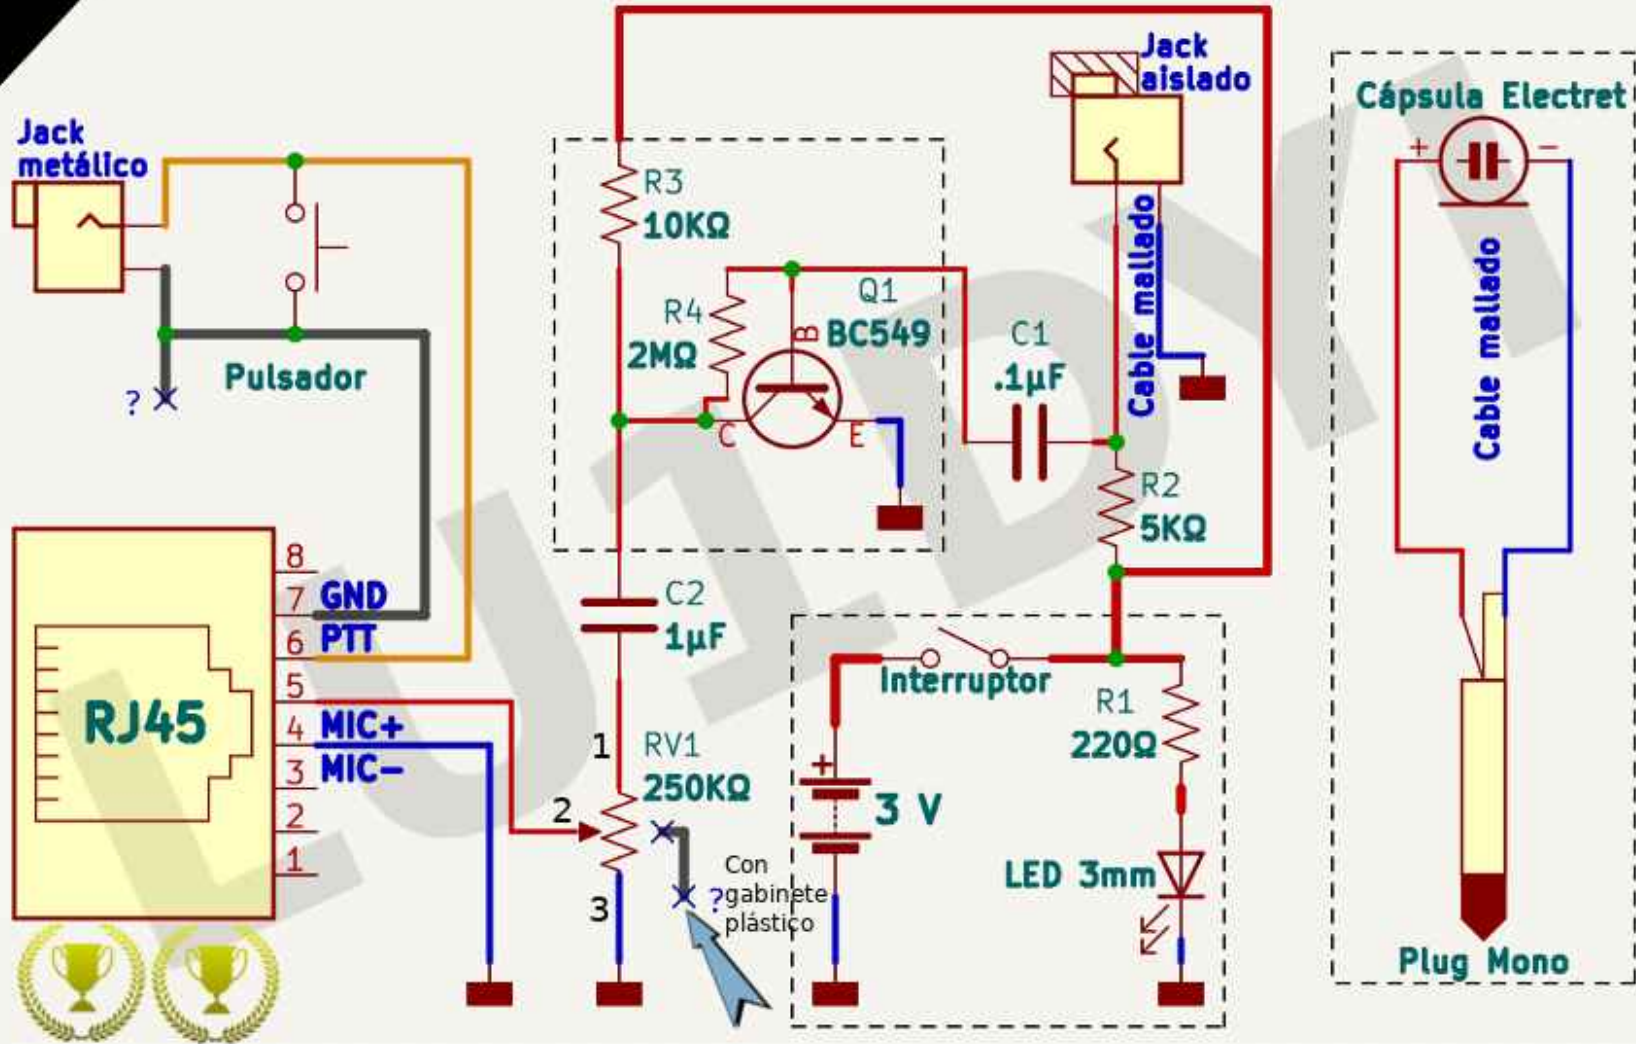 Jack
metálico
Pulsador
?
RJ45
8
7
6
5
4
3
2
1
GND
PTT
MIC+
MIC-
R3
10KΩ
R4
2MΩ
Q1
BC549
B
C
E
C1
.1µF
C2
1µF
1
2
3
RV1
250KΩ
?
Con
gabinete
plástico
Jack
aislado
Cable mallado
R2
5KΩ
Interruptor
+
3 V
R1
220Ω
LED 3mm
Cápsula Electret
+
-
Cable mallado
Plug Mono
LU1DYI